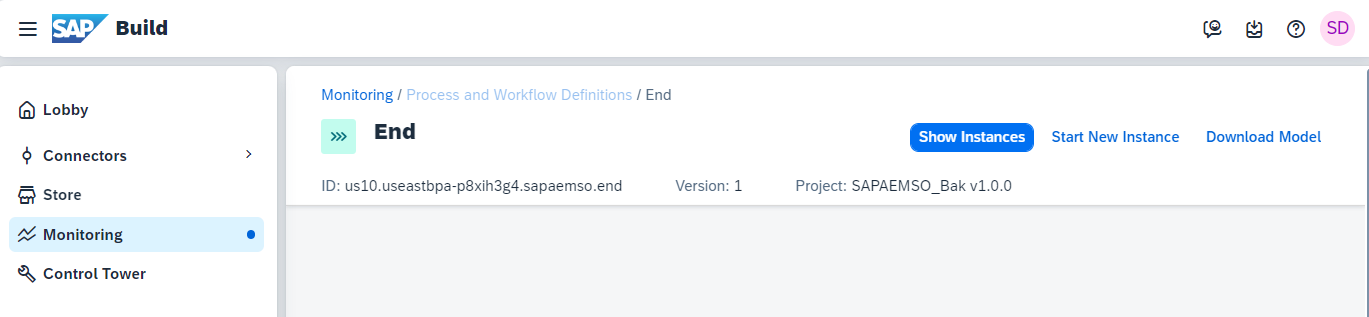 SAP Build
SD
Lobby
Connectors
Store
Monitoring
Control Tower
Monitoring / Process and Workflow Definitions / End
End
Show Instances
Start New Instance
Download Model
ID: us10.useastbpa-p8xih3g4.sapaemso.end
Version: 1
Project: SAPAEMSO_Bak v1.0.0